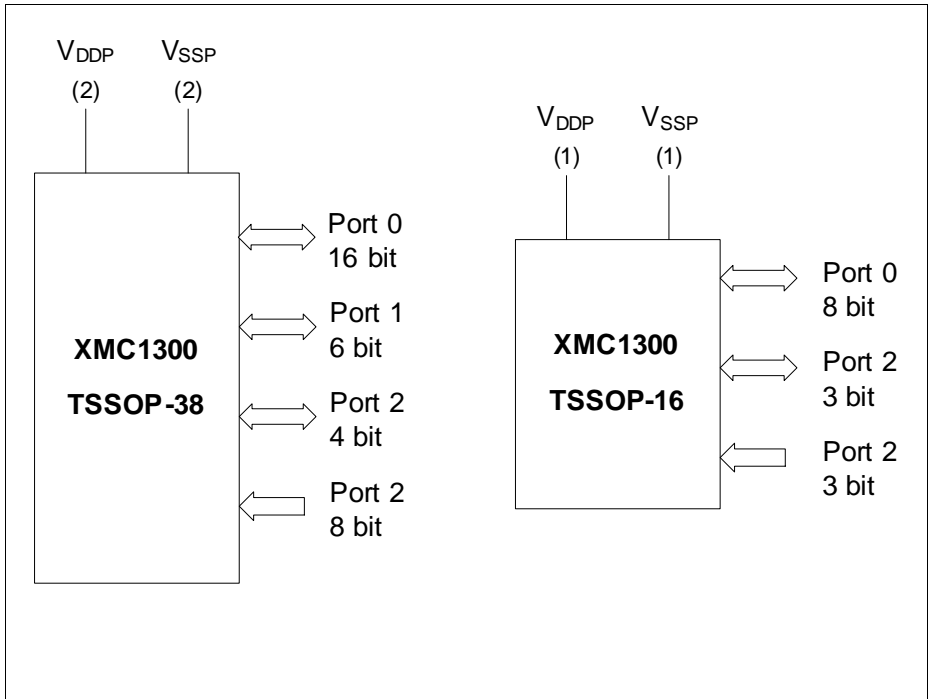 VDDP VSSP
(2) (2)
XMC1300
TSSOP-38
Port 0
16 bit
Port 1
6 bit
Port 2
4 bit
Port 2
8 bit
VDDP VSSP
(1) (1)
XMC1300
TSSOP-16
Port 0
8 bit
Port 2
3 bit
Port 2
3 bit